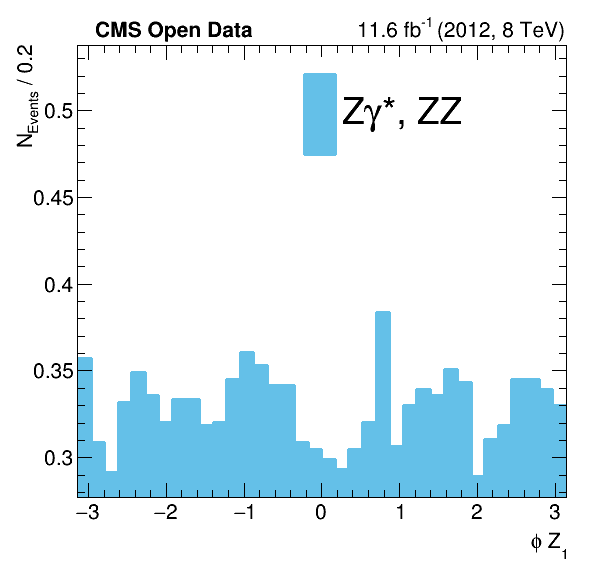 CMS Open Data
11.6 fb⁻¹ (2012, 8 TeV)
N_Events / 0.2
Zγ*, ZZ
0.5
0.45
0.4
0.35
0.3
−3 −2 −1 0 1 2 3
ϕ Z₁